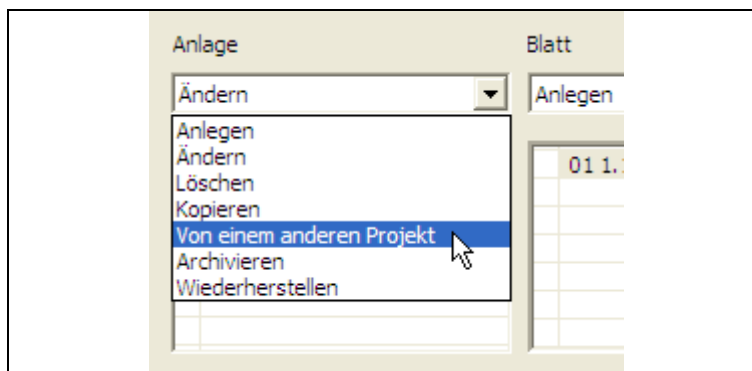 Anlage Blatt
Ändern Anlegen
Anlegen
Ändern
01 1.
Löschen
Kopieren
Von einem anderen Projekt
Archivieren
Wiederherstellen